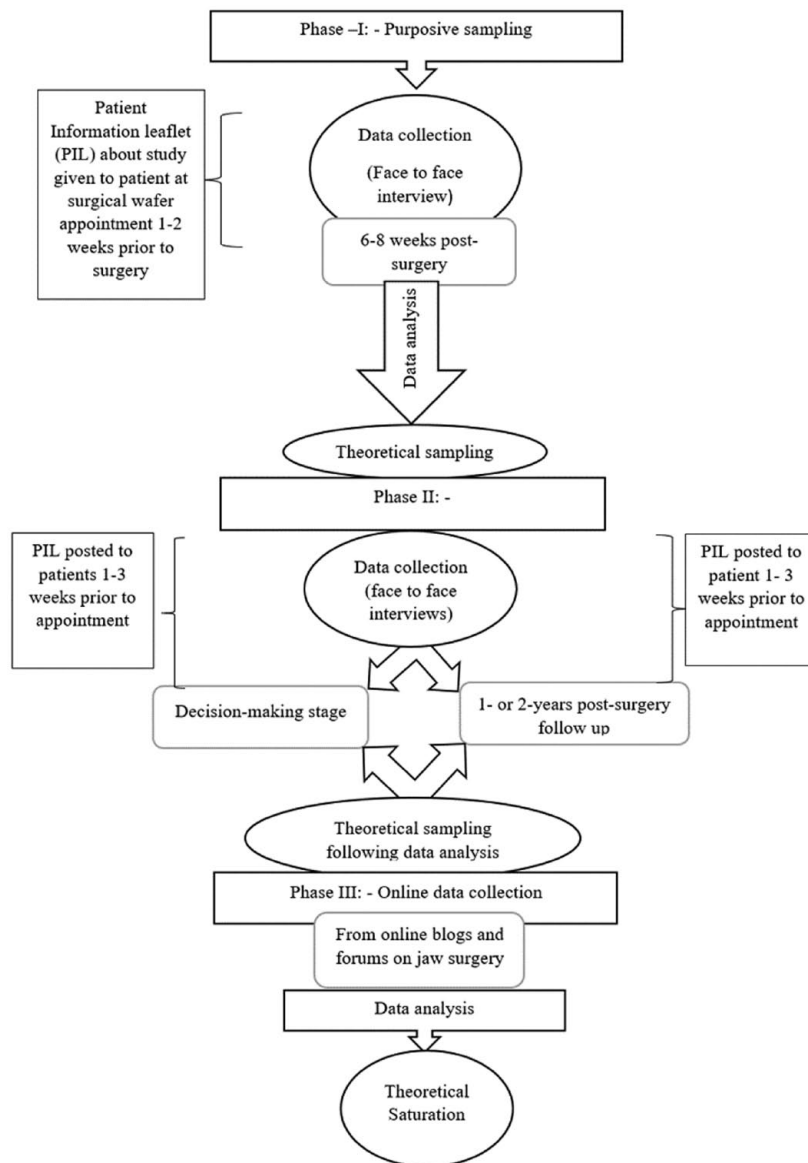 Phase –I: - Purposive sampling
Patient
Information leaflet
(PIL) about study
given to patient at
surgical wafer
appointment 1-2
weeks prior to
surgery
Data collection
(Face to face
interview)
6-8 weeks post-
surgery
Data analysis
Theoretical sampling
Phase II: -
PIL posted to
patients 1-3
weeks prior to
appointment
Data collection
(face to face
interviews)
PIL posted to
patient 1- 3
weeks prior to
appointment
Decision-making stage
1- or 2-years post-surgery
follow up
Theoretical sampling
following data analysis
Phase III: - Online data collection
From online blogs and
forums on jaw surgery
Data analysis
Theoretical
Saturation